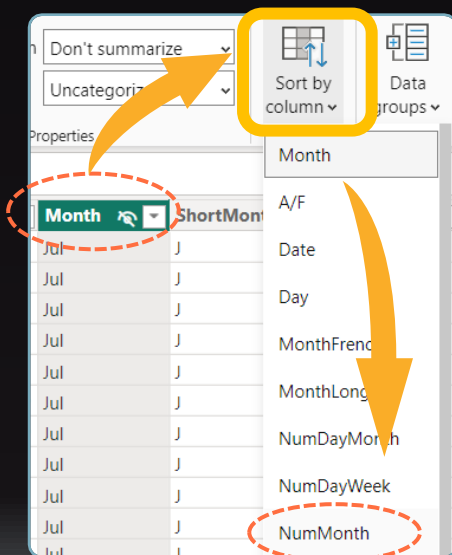 Don't summarize
Uncategoriz
Properties
Sort by
column
Data
groups
Month
ShortMont
Jul J
Jul J
Jul J
Jul J
Jul J
Jul J
Jul J
Jul J
Jul J
Jul J
Jul J
Month
A/F
Date
Day
MonthFrenc
MonthLong
NumDayMonth
NumDayWeek
NumMonth